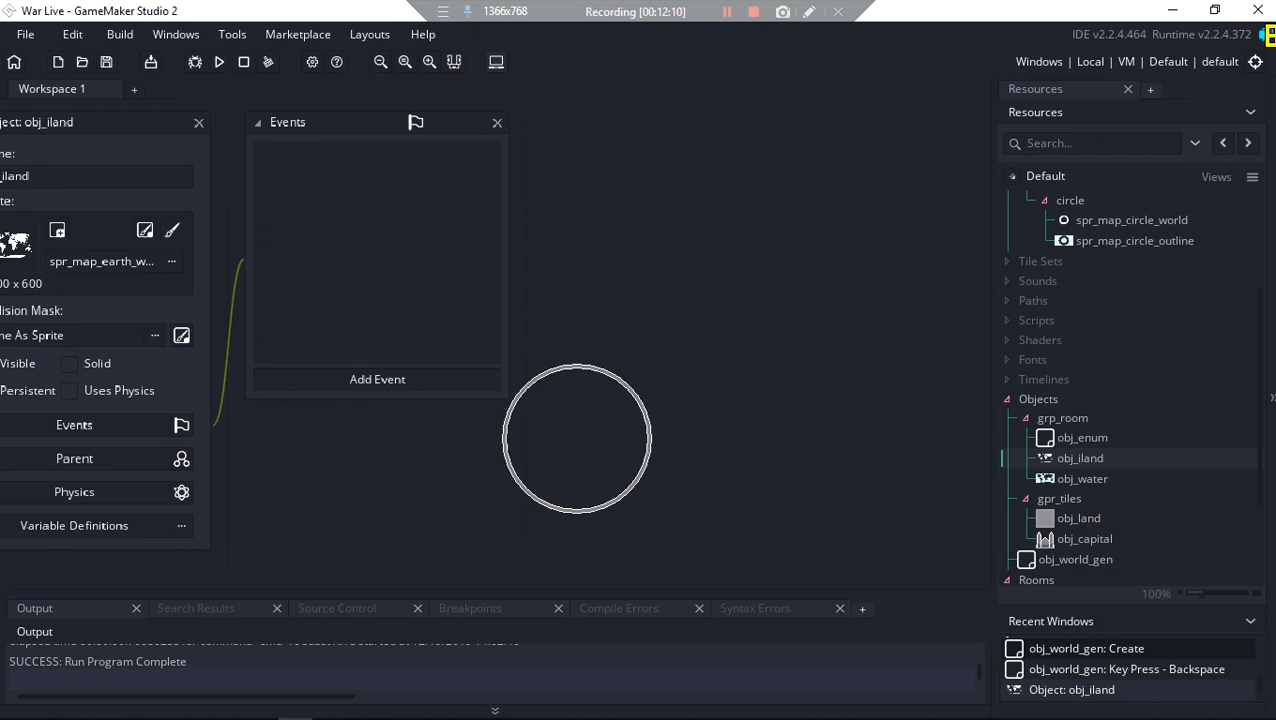 War Live - GameMaker Studio 2
1366x768
Recording [00:12:10]
File Edit Build Windows Tools Marketplace Layouts Help
IDE v2.2.4.464 Runtime v2.2.4.372
Windows | Local | VM | Default | default
Workspace 1
Resources
ject: obj_iland
Events
Resources
me:
Search...
_iland
Default
Views
te:
circle
spr_map_circle_world
spr_map_circle_outline
spr_map_earth_w...
Tile Sets
00 x 600
Sounds
Paths
lision Mask:
Scripts
me As Sprite
Shaders
Visible Solid
Fonts
Add Event
Timelines
Persistent Uses Physics
Objects
grp_room
Events
obj_enum
Parent
obj_iland
obj_water
Physics
gpr_tiles
obj_land
Variable Definitions
obj_capital
obj_world_gen
Rooms
100%
Output Search Results Source Control Breakpoints Compile Errors Syntax Errors
Recent Windows
Output
obj_world_gen: Create
SUCCESS: Run Program Complete
obj_world_gen: Key Press - Backspace
Object: obj_iland